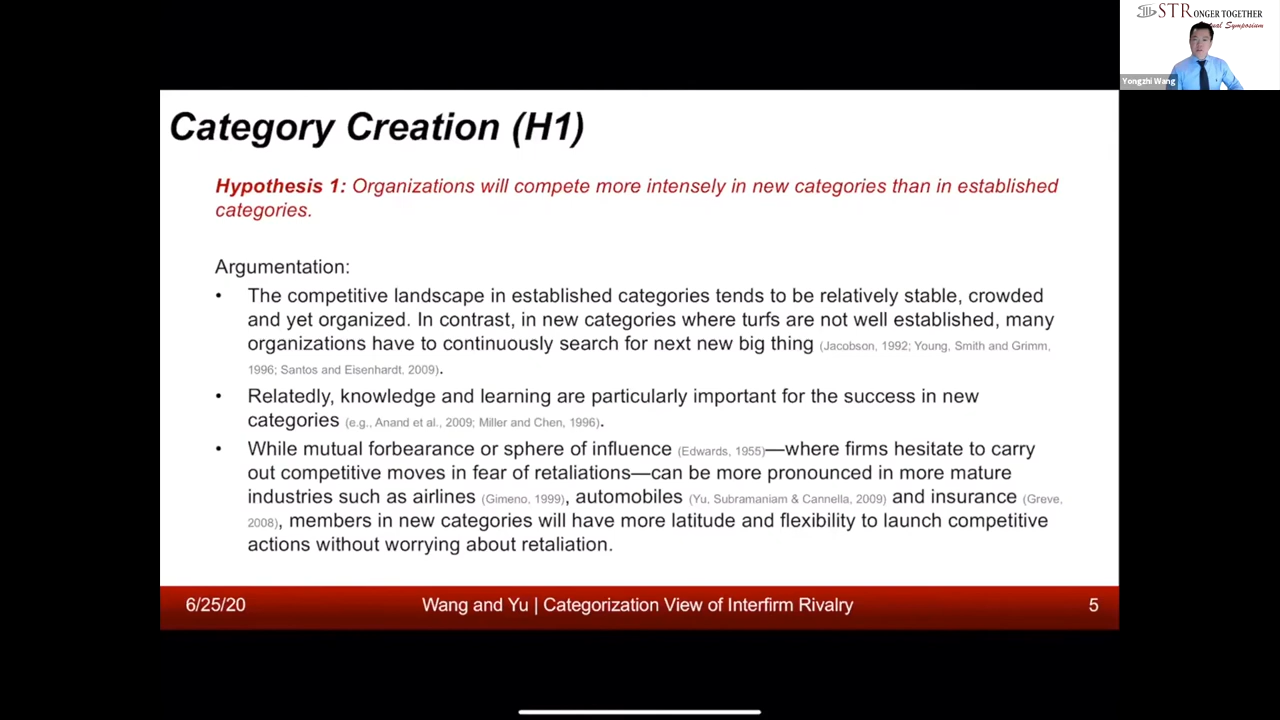 STRONGER TOGETHER
Virtual Symposium
Yongzhi Wang
Category Creation (H1)
Hypothesis 1: Organizations will compete more intensely in new categories than in established
categories.
Argumentation:
• The competitive landscape in established categories tends to be relatively stable, crowded
and yet organized. In contrast, in new categories where turfs are not well established, many
organizations have to continuously search for next new big thing (Jacobson, 1992; Young, Smith and Grimm,
1996; Santos and Eisenhardt, 2009).
• Relatedly, knowledge and learning are particularly important for the success in new
categories (e.g., Anand et al., 2009; Miller and Chen, 1996).
• While mutual forbearance or sphere of influence (Edwards, 1955)—where firms hesitate to carry
out competitive moves in fear of retaliations—can be more pronounced in more mature
industries such as airlines (Gimeno, 1999), automobiles (Yu, Subramaniam & Cannella, 2009) and insurance (Greve,
2008), members in new categories will have more latitude and flexibility to launch competitive
actions without worrying about retaliation.
6/25/20
Wang and Yu | Categorization View of Interfirm Rivalry
5